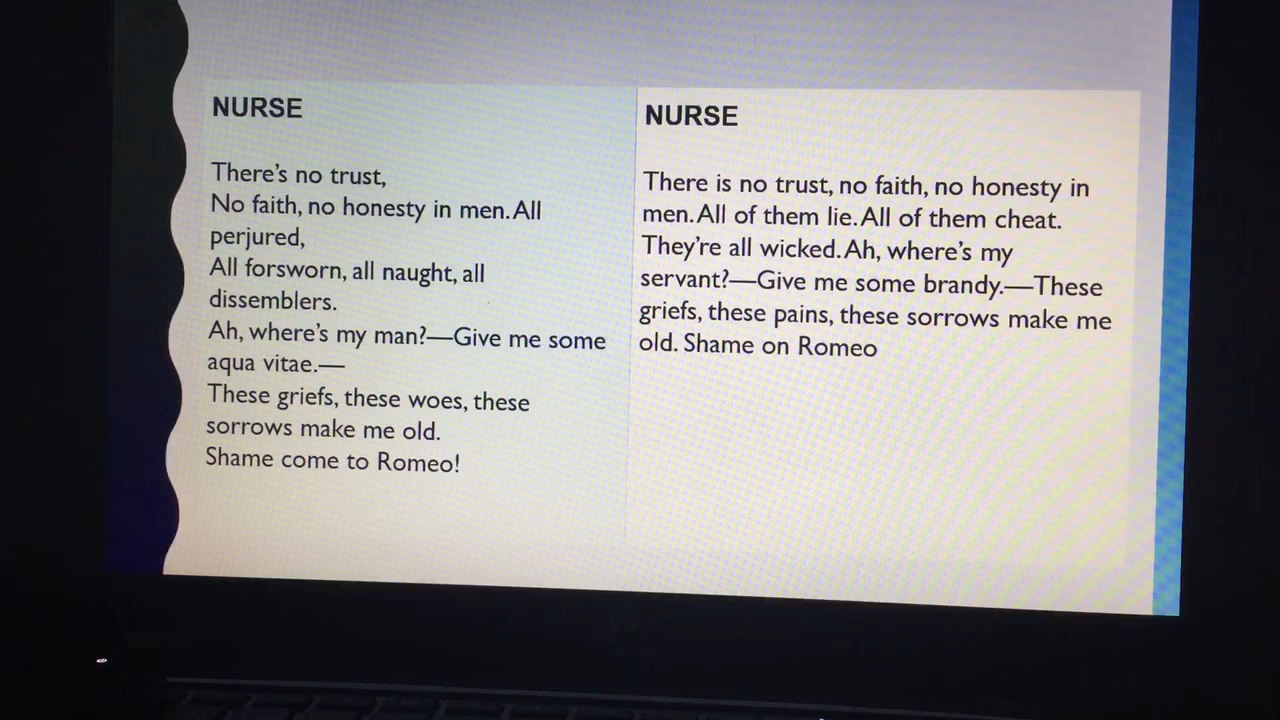 NURSE
There's no trust,
No faith, no honesty in men. All
perjured,
All forsworn, all naught, all
dissemblers.
Ah, where's my man?—Give me some
aqua vitae.—
These griefs, these woes, these
sorrows make me old.
Shame come to Romeo!
NURSE
There is no trust, no faith, no honesty in
men. All of them lie. All of them cheat.
They're all wicked. Ah, where's my
servant?—Give me some brandy.—These
griefs, these pains, these sorrows make me
old. Shame on Romeo